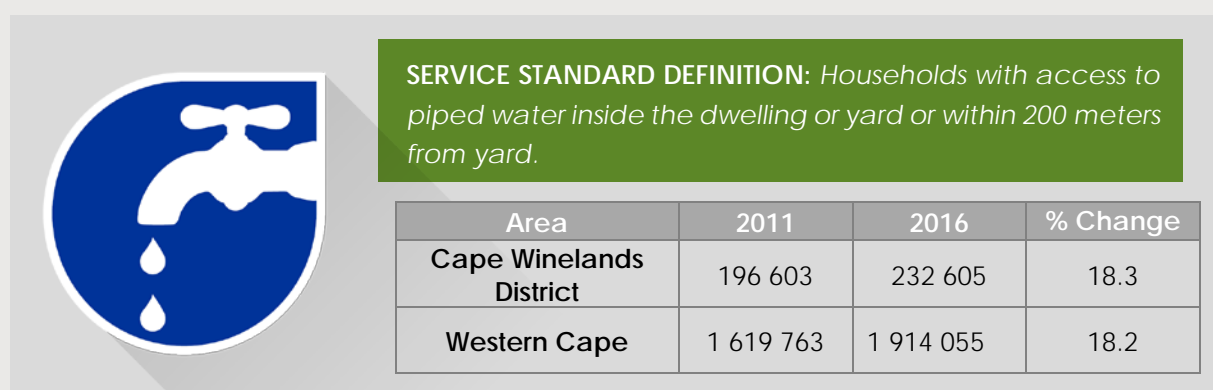 SERVICE STANDARD DEFINITION: Households with access to
piped water inside the dwelling or yard or within 200 meters
from yard.
Area 2011 2016 % Change
Cape Winelands
District 196 603 232 605 18.3
Western Cape 1 619 763 1 914 055 18.2